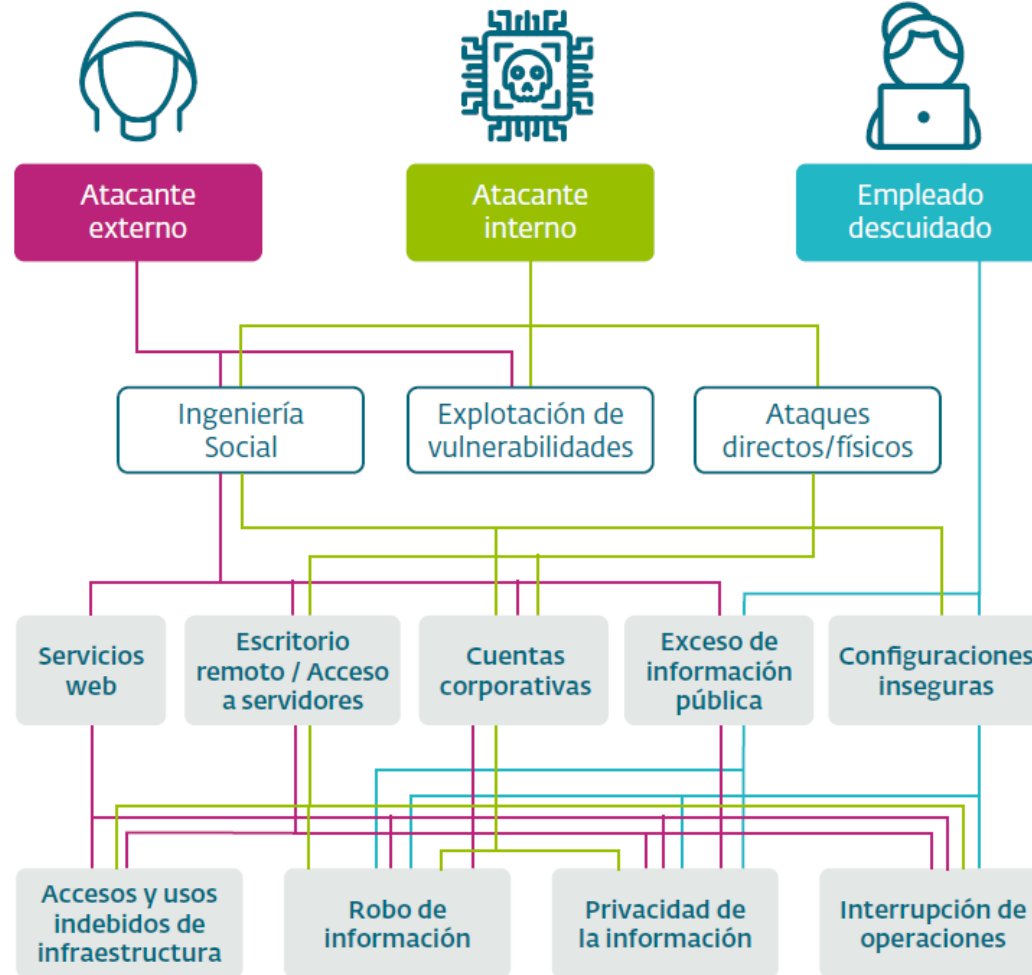 Atacante
externo
Atacante
interno
Empleado
descuidado
Ingeniería
Social
Explotación de
vulnerabilidades
Ataques
directos/físicos
Servicios
web
Escritorio
remoto / Acceso
a servidores
Cuentas
corporativas
Exceso de
información
pública
Configuraciones
inseguras
Accesos y usos
indebidos de
infraestructura
Robo de
información
Privacidad de
la información
Interrupción de
operaciones